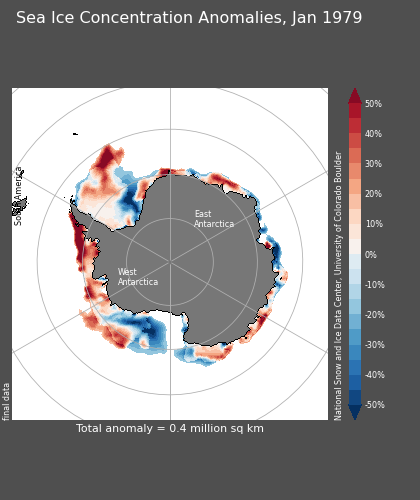 Sea Ice Concentration Anomalies, Jan 1979
South America
East
Antarctica
West
Antarctica
50%
40%
30%
20%
10%
0%
-10%
-20%
-30%
-40%
-50%
National Snow and Ice Data Center, University of Colorado Boulder
final data
Total anomaly = 0.4 million sq km